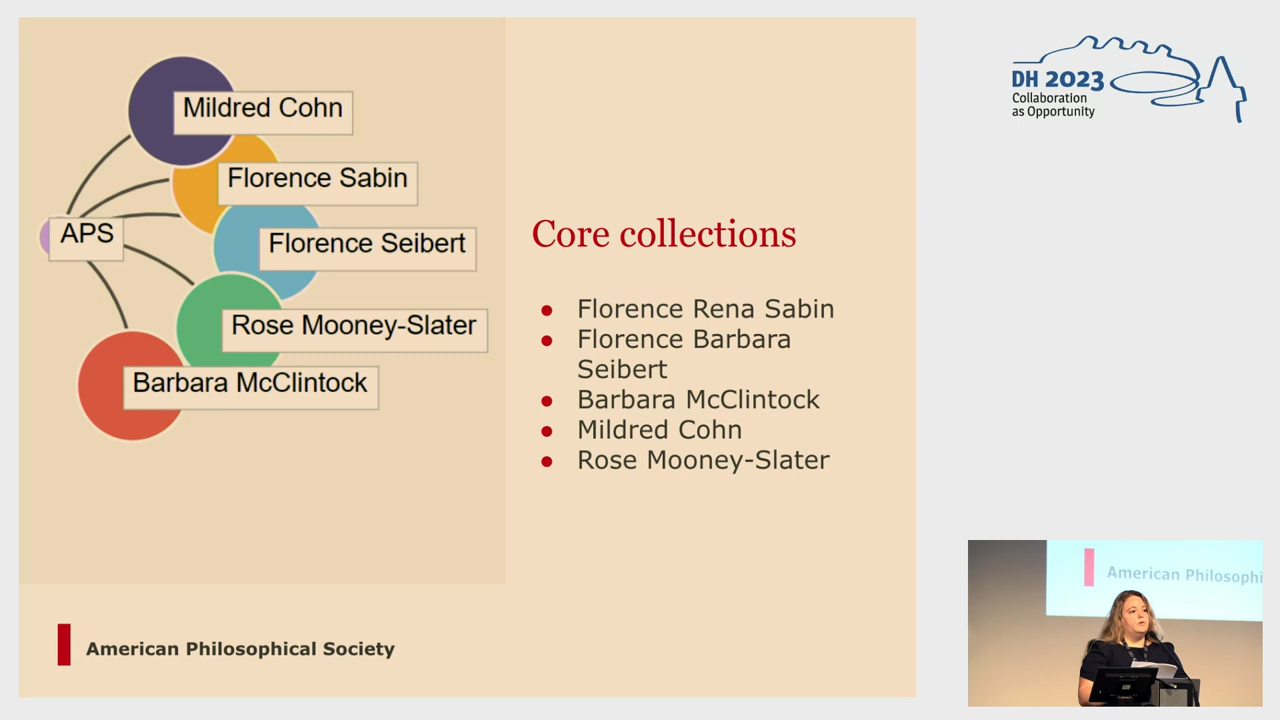 Mildred Cohn
Florence Sabin
APS
Florence Seibert
Rose Mooney-Slater
Barbara McClintock
Core collections
● Florence Rena Sabin
● Florence Barbara
Seibert
● Barbara McClintock
● Mildred Cohn
● Rose Mooney-Slater
American Philosophical Society
DH 2023
Collaboration
as Opportunity
American Philosophi